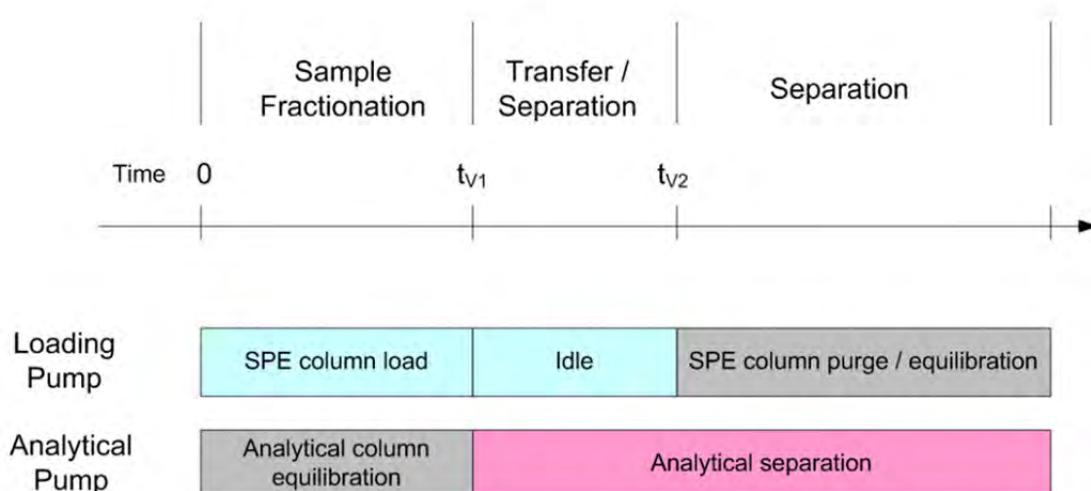 Sample
Fractionation
Transfer /
Separation
Separation
Time 0 tV1 tV2
Loading
Pump
SPE column load
Idle
SPE column purge / equilibration
Analytical
Pump
Analytical column
equilibration
Analytical separation